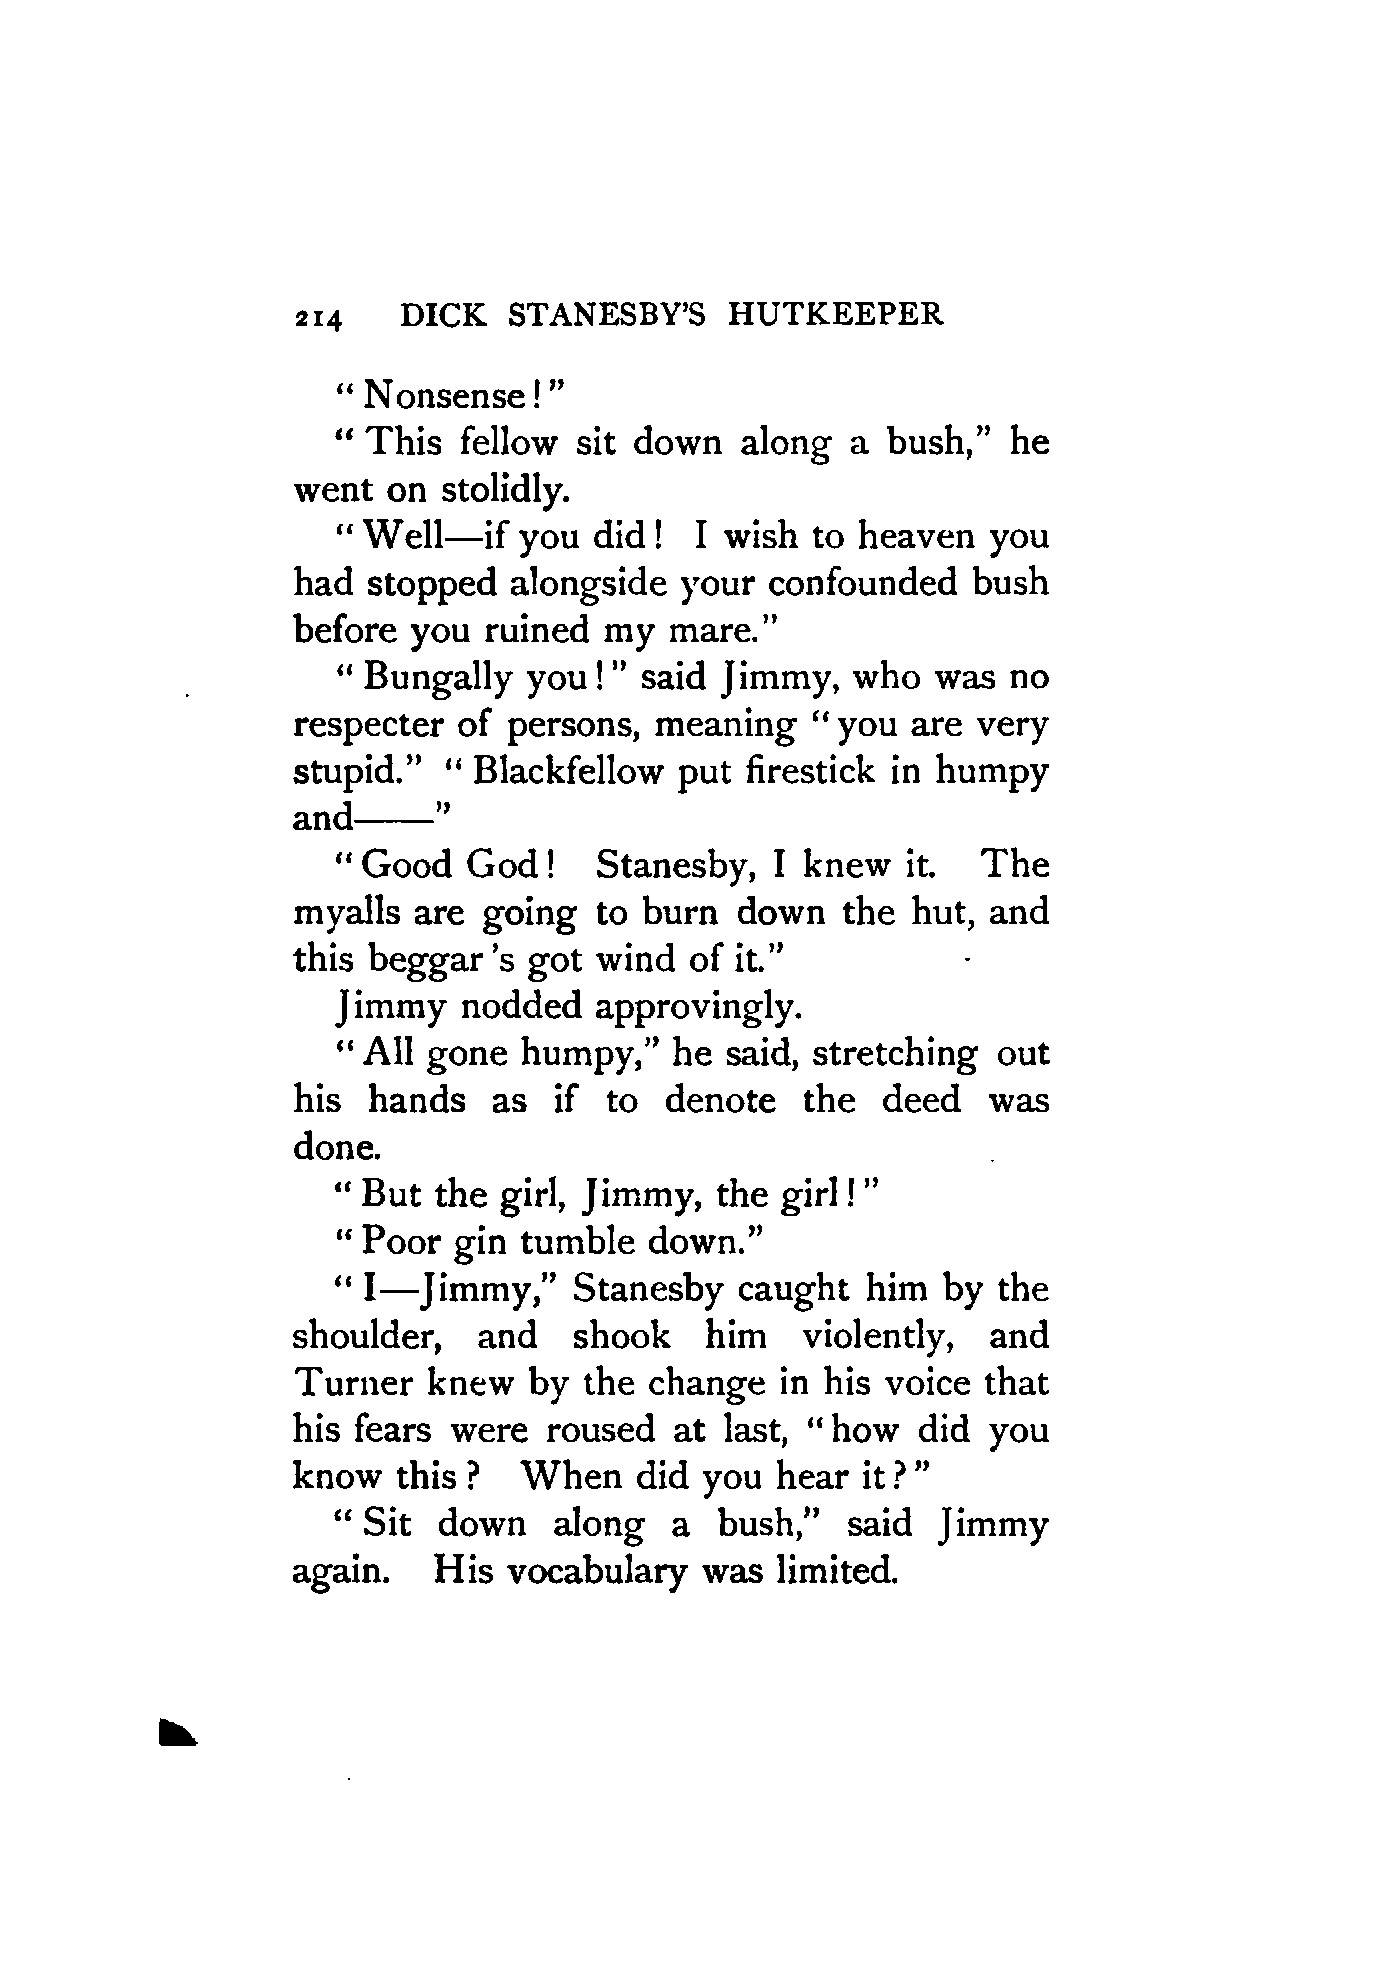 214 DICK STANESBY'S HUTKEEPER
"Nonsense!"
"This fellow sit down along a bush," he
went on stolidly.
"Well—if you did! I wish to heaven you
had stopped alongside your confounded bush
before you ruined my mare."
"Bungally you!" said Jimmy, who was no
respecter of persons, meaning "you are very
stupid." "Blackfellow put firestick in humpy
and——"
"Good God! Stanesby, I knew it. The
myalls are going to burn down the hut, and
this beggar's got wind of it."
Jimmy nodded approvingly.
"All gone humpy," he said, stretching out
his hands as if to denote the deed was
done.
"But the girl, Jimmy, the girl!"
"Poor gin tumble down."
"I—Jimmy," Stanesby caught him by the
shoulder, and shook him violently, and
Turner knew by the change in his voice that
his fears were roused at last, "how did you
know this? When did you hear it?"
"Sit down along a bush," said Jimmy
again. His vocabulary was limited.